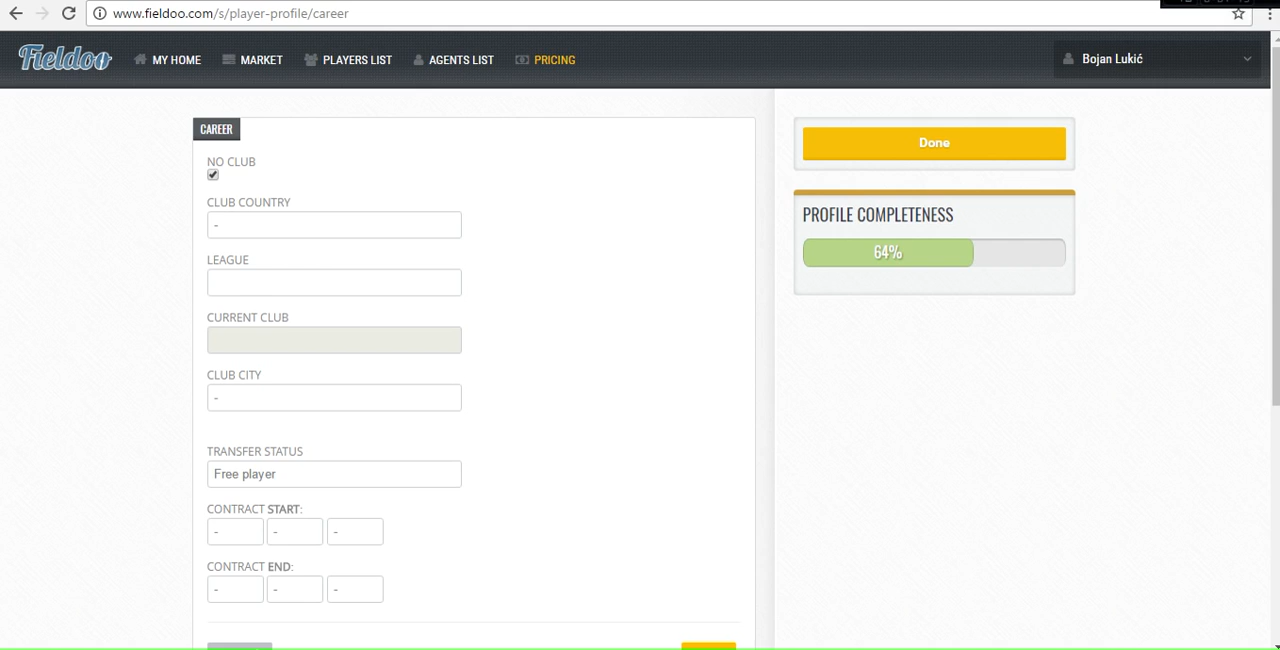 www.fieldoo.com/s/player-profile/career
Fieldoo MY HOME MARKET PLAYERS LIST AGENTS LIST PRICING Bojan Lukić
CAREER
NO CLUB
CLUB COUNTRY
-
LEAGUE
CURRENT CLUB
CLUB CITY
-
TRANSFER STATUS
Free player
CONTRACT START:
- - -
CONTRACT END:
- - -
Done
PROFILE COMPLETENESS
64%